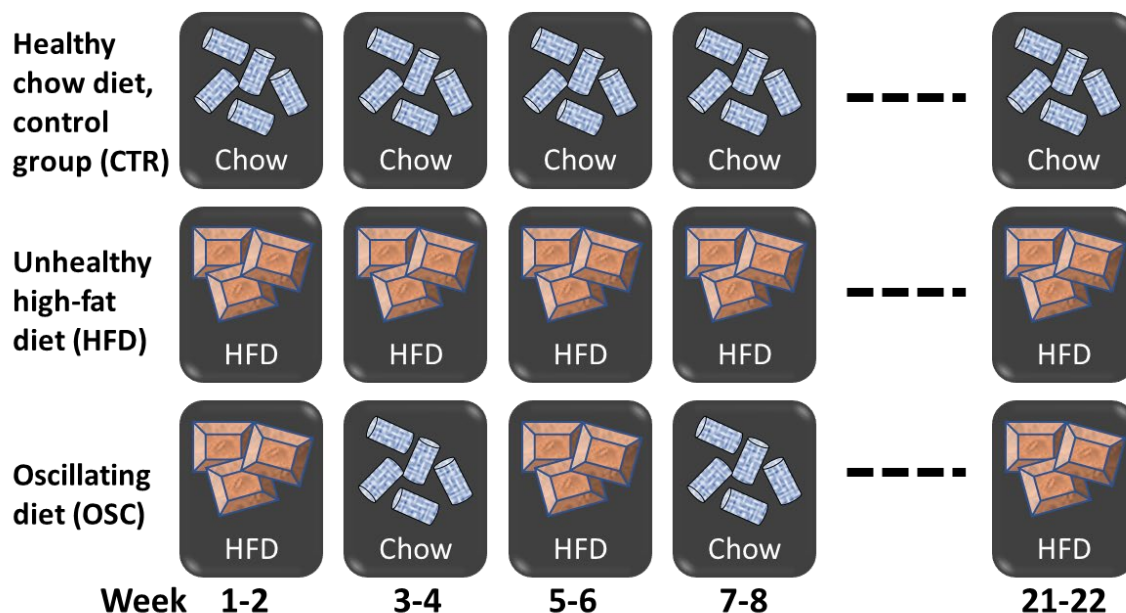 Healthy
chow diet,
control
group (CTR)
Chow Chow Chow Chow Chow
Unhealthy
high-fat
diet (HFD)
HFD HFD HFD HFD HFD
Oscillating
diet (OSC)
HFD Chow HFD Chow HFD
Week 1-2 3-4 5-6 7-8 21-22